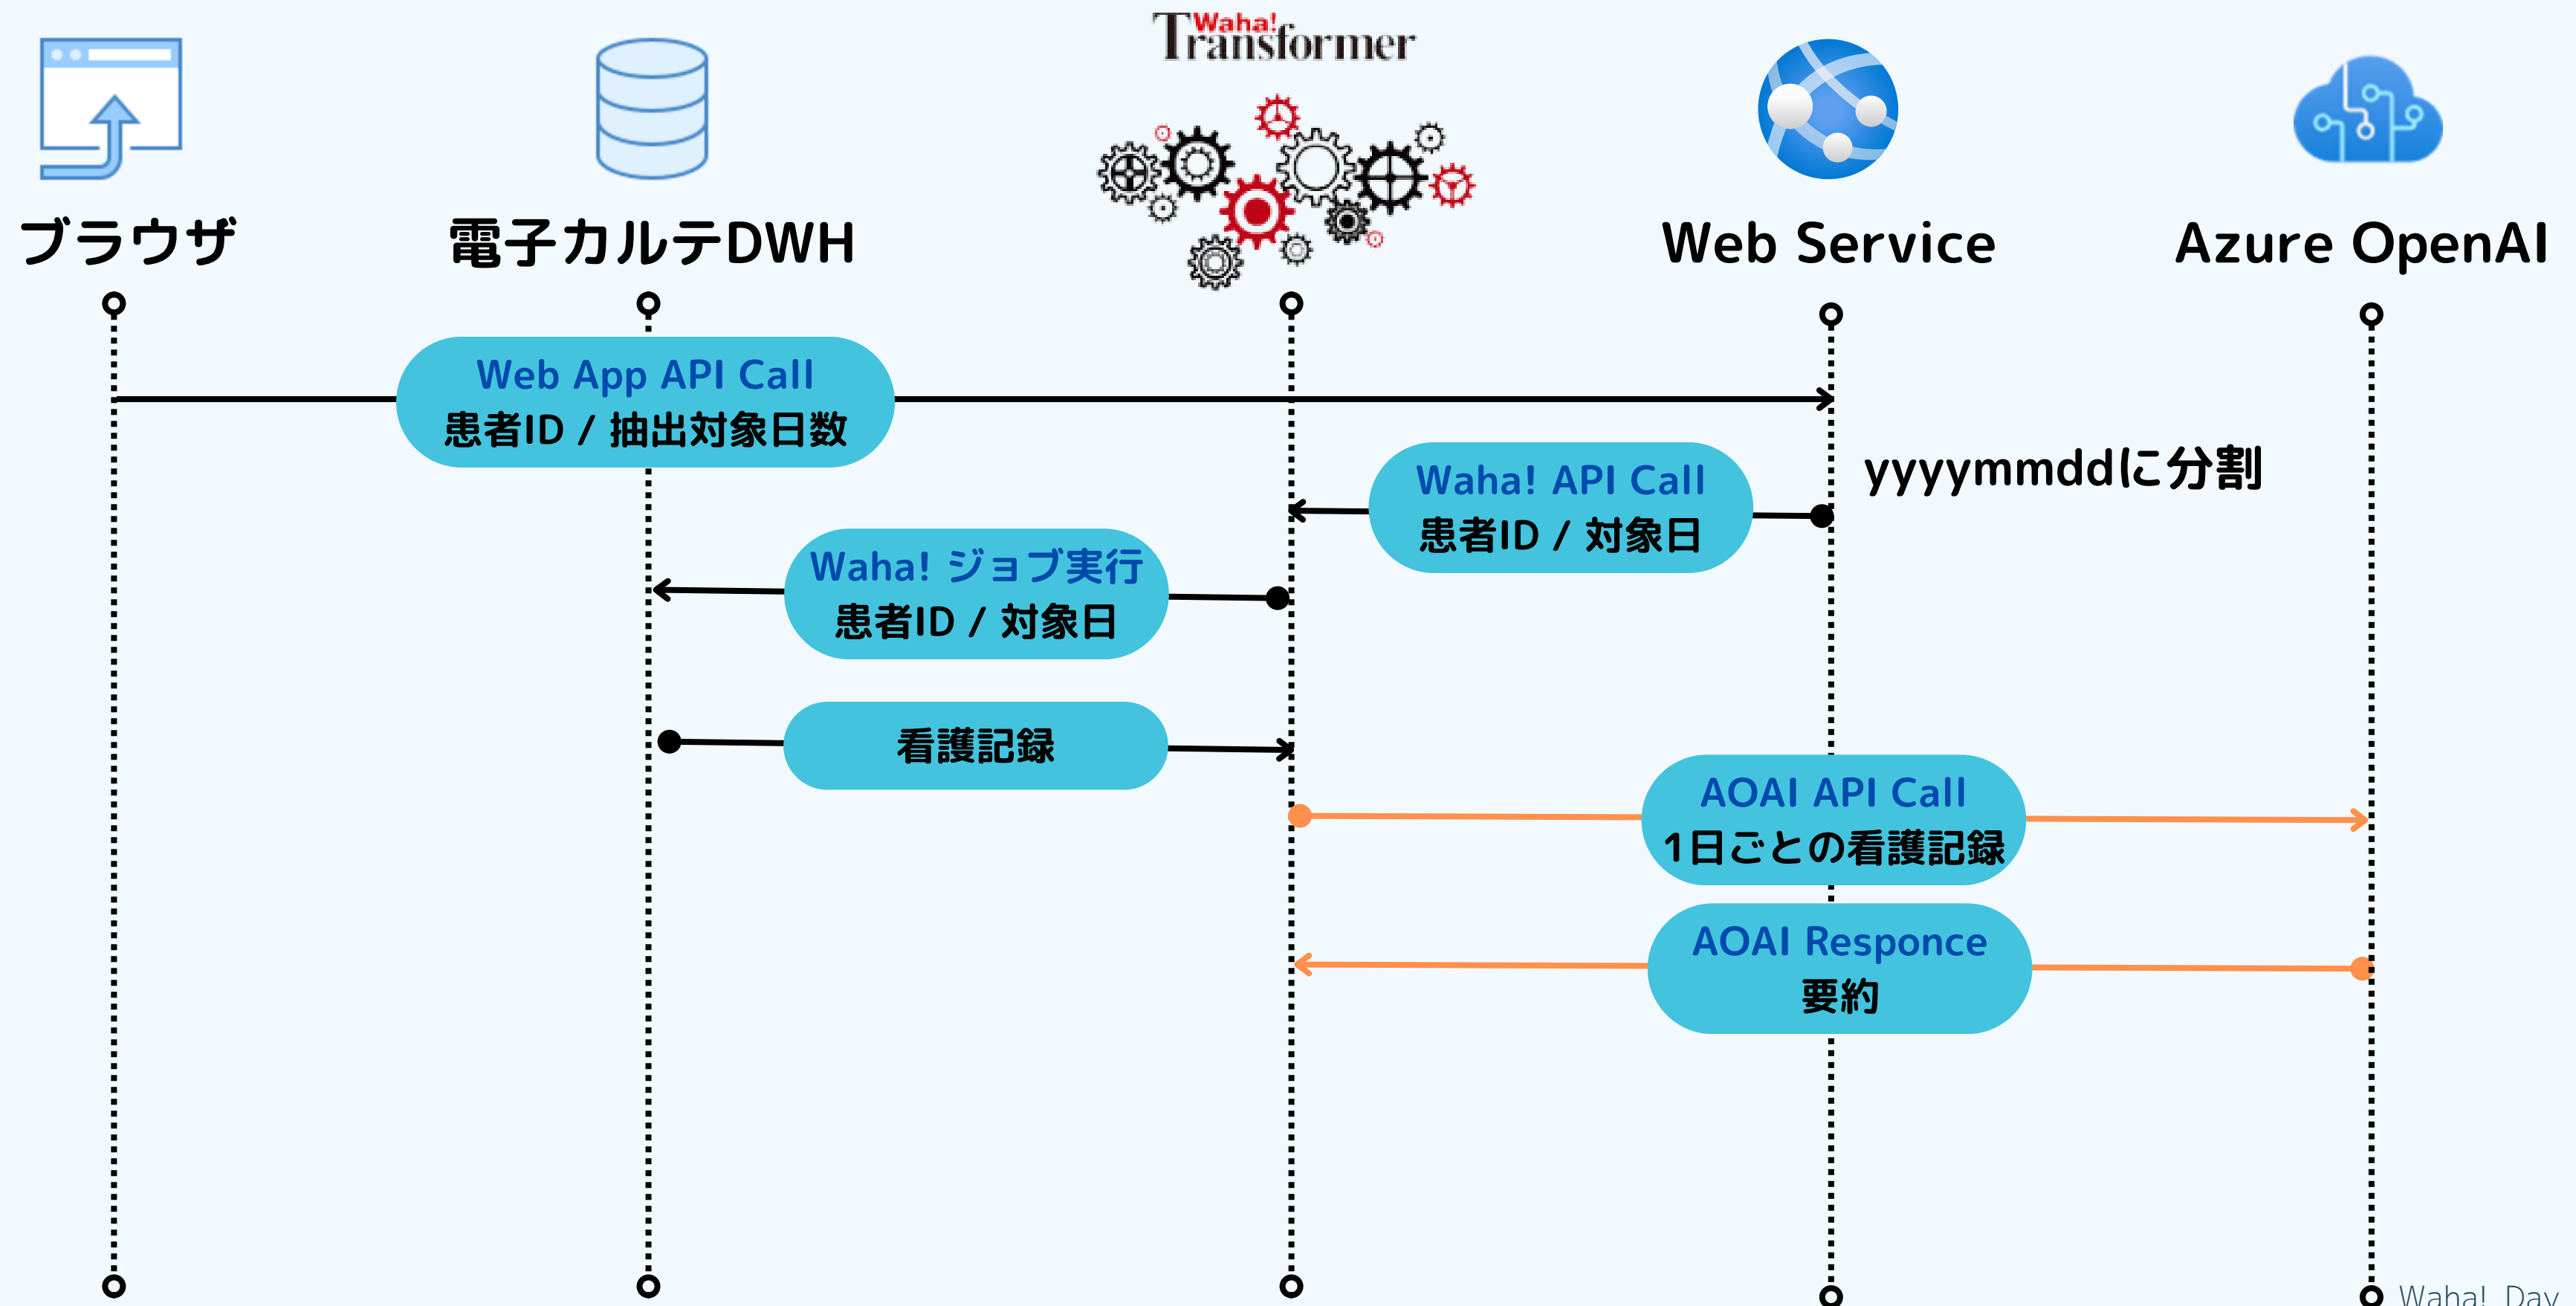 Waha!
Transformer
ブラウザ
電子カルテDWH
Web Service
Azure OpenAI
Web App API Call
患者ID / 抽出対象日数
yyyymmddに分割
Waha! API Call
患者ID / 対象日
Waha! ジョブ実行
患者ID / 対象日
看護記録
AOAI API Call
1日ごとの看護記録
AOAI Responce
要約
Waha! Day